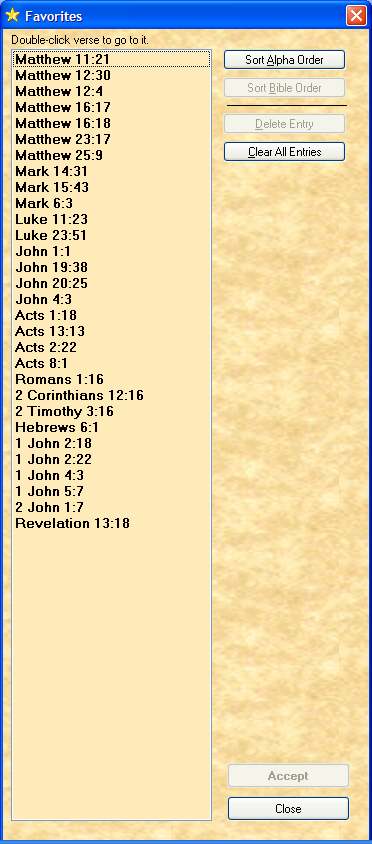 Favorites
Double-click verse to go to it.
Matthew 11:21
Matthew 12:30
Matthew 12:4
Matthew 16:17
Matthew 16:18
Matthew 23:17
Matthew 25:9
Mark 14:31
Mark 15:43
Mark 6:3
Luke 11:23
Luke 23:51
John 1:1
John 19:38
John 20:25
John 4:3
Acts 1:18
Acts 13:13
Acts 2:22
Acts 8:1
Romans 1:16
2 Corinthians 12:16
2 Timothy 3:16
Hebrews 6:1
1 John 2:18
1 John 2:22
1 John 4:3
1 John 5:7
2 John 1:7
Revelation 13:18
Sort Alpha Order
Sort Bible Order
Delete Entry
Clear All Entries
Accept
Close